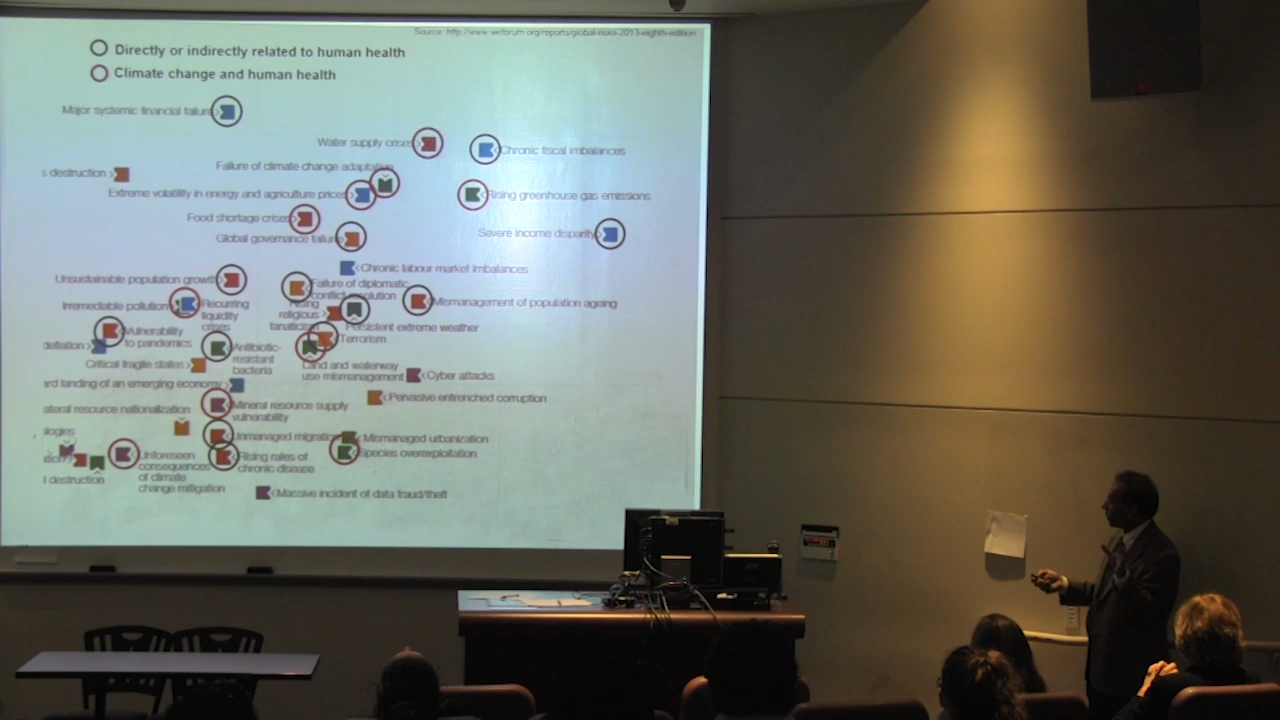 Source: http://www.weforum.org/reports/global-risks-2013-eighth-edition
Directly or indirectly related to human health
Climate change and human health
Major systemic financial failure
Water supply crises
Chronic fiscal imbalances
Failure of climate change adaptation
s destruction
Extreme volatility in energy and agriculture prices
Rising greenhouse gas emissions
Food shortage crises
Global governance failure
Severe income disparity
Chronic labour market imbalances
Unsustainable population growth
Failure of diplomatic
conflict resolution
Irremediable pollution
Recurring
liquidity
crises
Rising
religious
fanaticism
Mismanagement of population ageing
Persistent extreme weather
Vulnerability
to pandemics
Terrorism
deflation
Antibiotic-
resistant
bacteria
Critical fragile states
Land and waterway
use mismanagement
Cyber attacks
ard landing of an emerging economy
Pervasive entrenched corruption
Mineral resource supply
vulnerability
ateral resource nationalization
ologies
Unmanaged migration
Mismanaged urbanization
Species overexploitation
Unforeseen
consequences
of climate
change mitigation
Rising rates of
chronic disease
l destruction
Massive incident of data fraud/theft